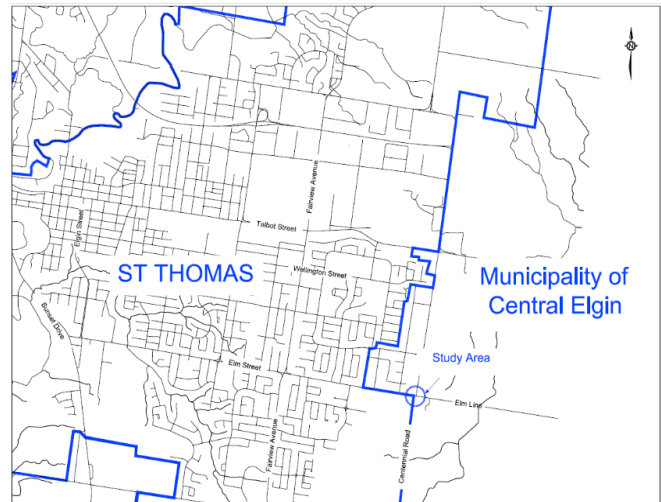 N
Fairview Avenue
Elgin Street
Talbot Street
ST THOMAS
Wellington Street
Municipality of
Central Elgin
Sunset Drive
Study Area
Elm Street
Elm Line
Fairview Avenue
Centennial Road